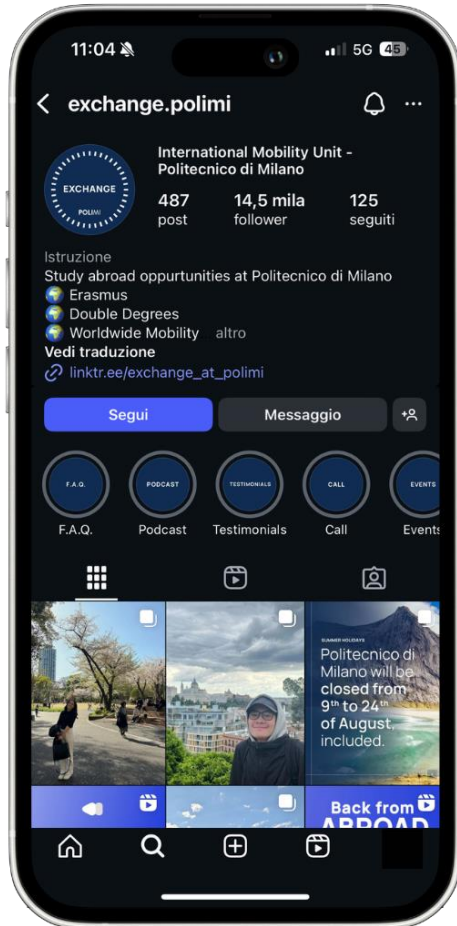 11:04
5G 45
exchange.polimi
International Mobility Unit -
Politecnico di Milano
EXCHANGE
POLIMI
487 14,5 mila 125
post follower seguiti
Istruzione
Study abroad oppurtunities at Politecnico di Milano
Erasmus
Double Degrees
Worldwide Mobility... altro
Vedi traduzione
linktr.ee/exchange_at_polimi
Segui Messaggio
F.A.Q. PODCAST TESTIMONIALS CALL EVENTS
F.A.Q. Podcast Testimonials Call Events
SUMMER HOLIDAYS
Politecnico di
Milano will be
closed from
9th to 24th
of August,
included.
Back from
ABROAD